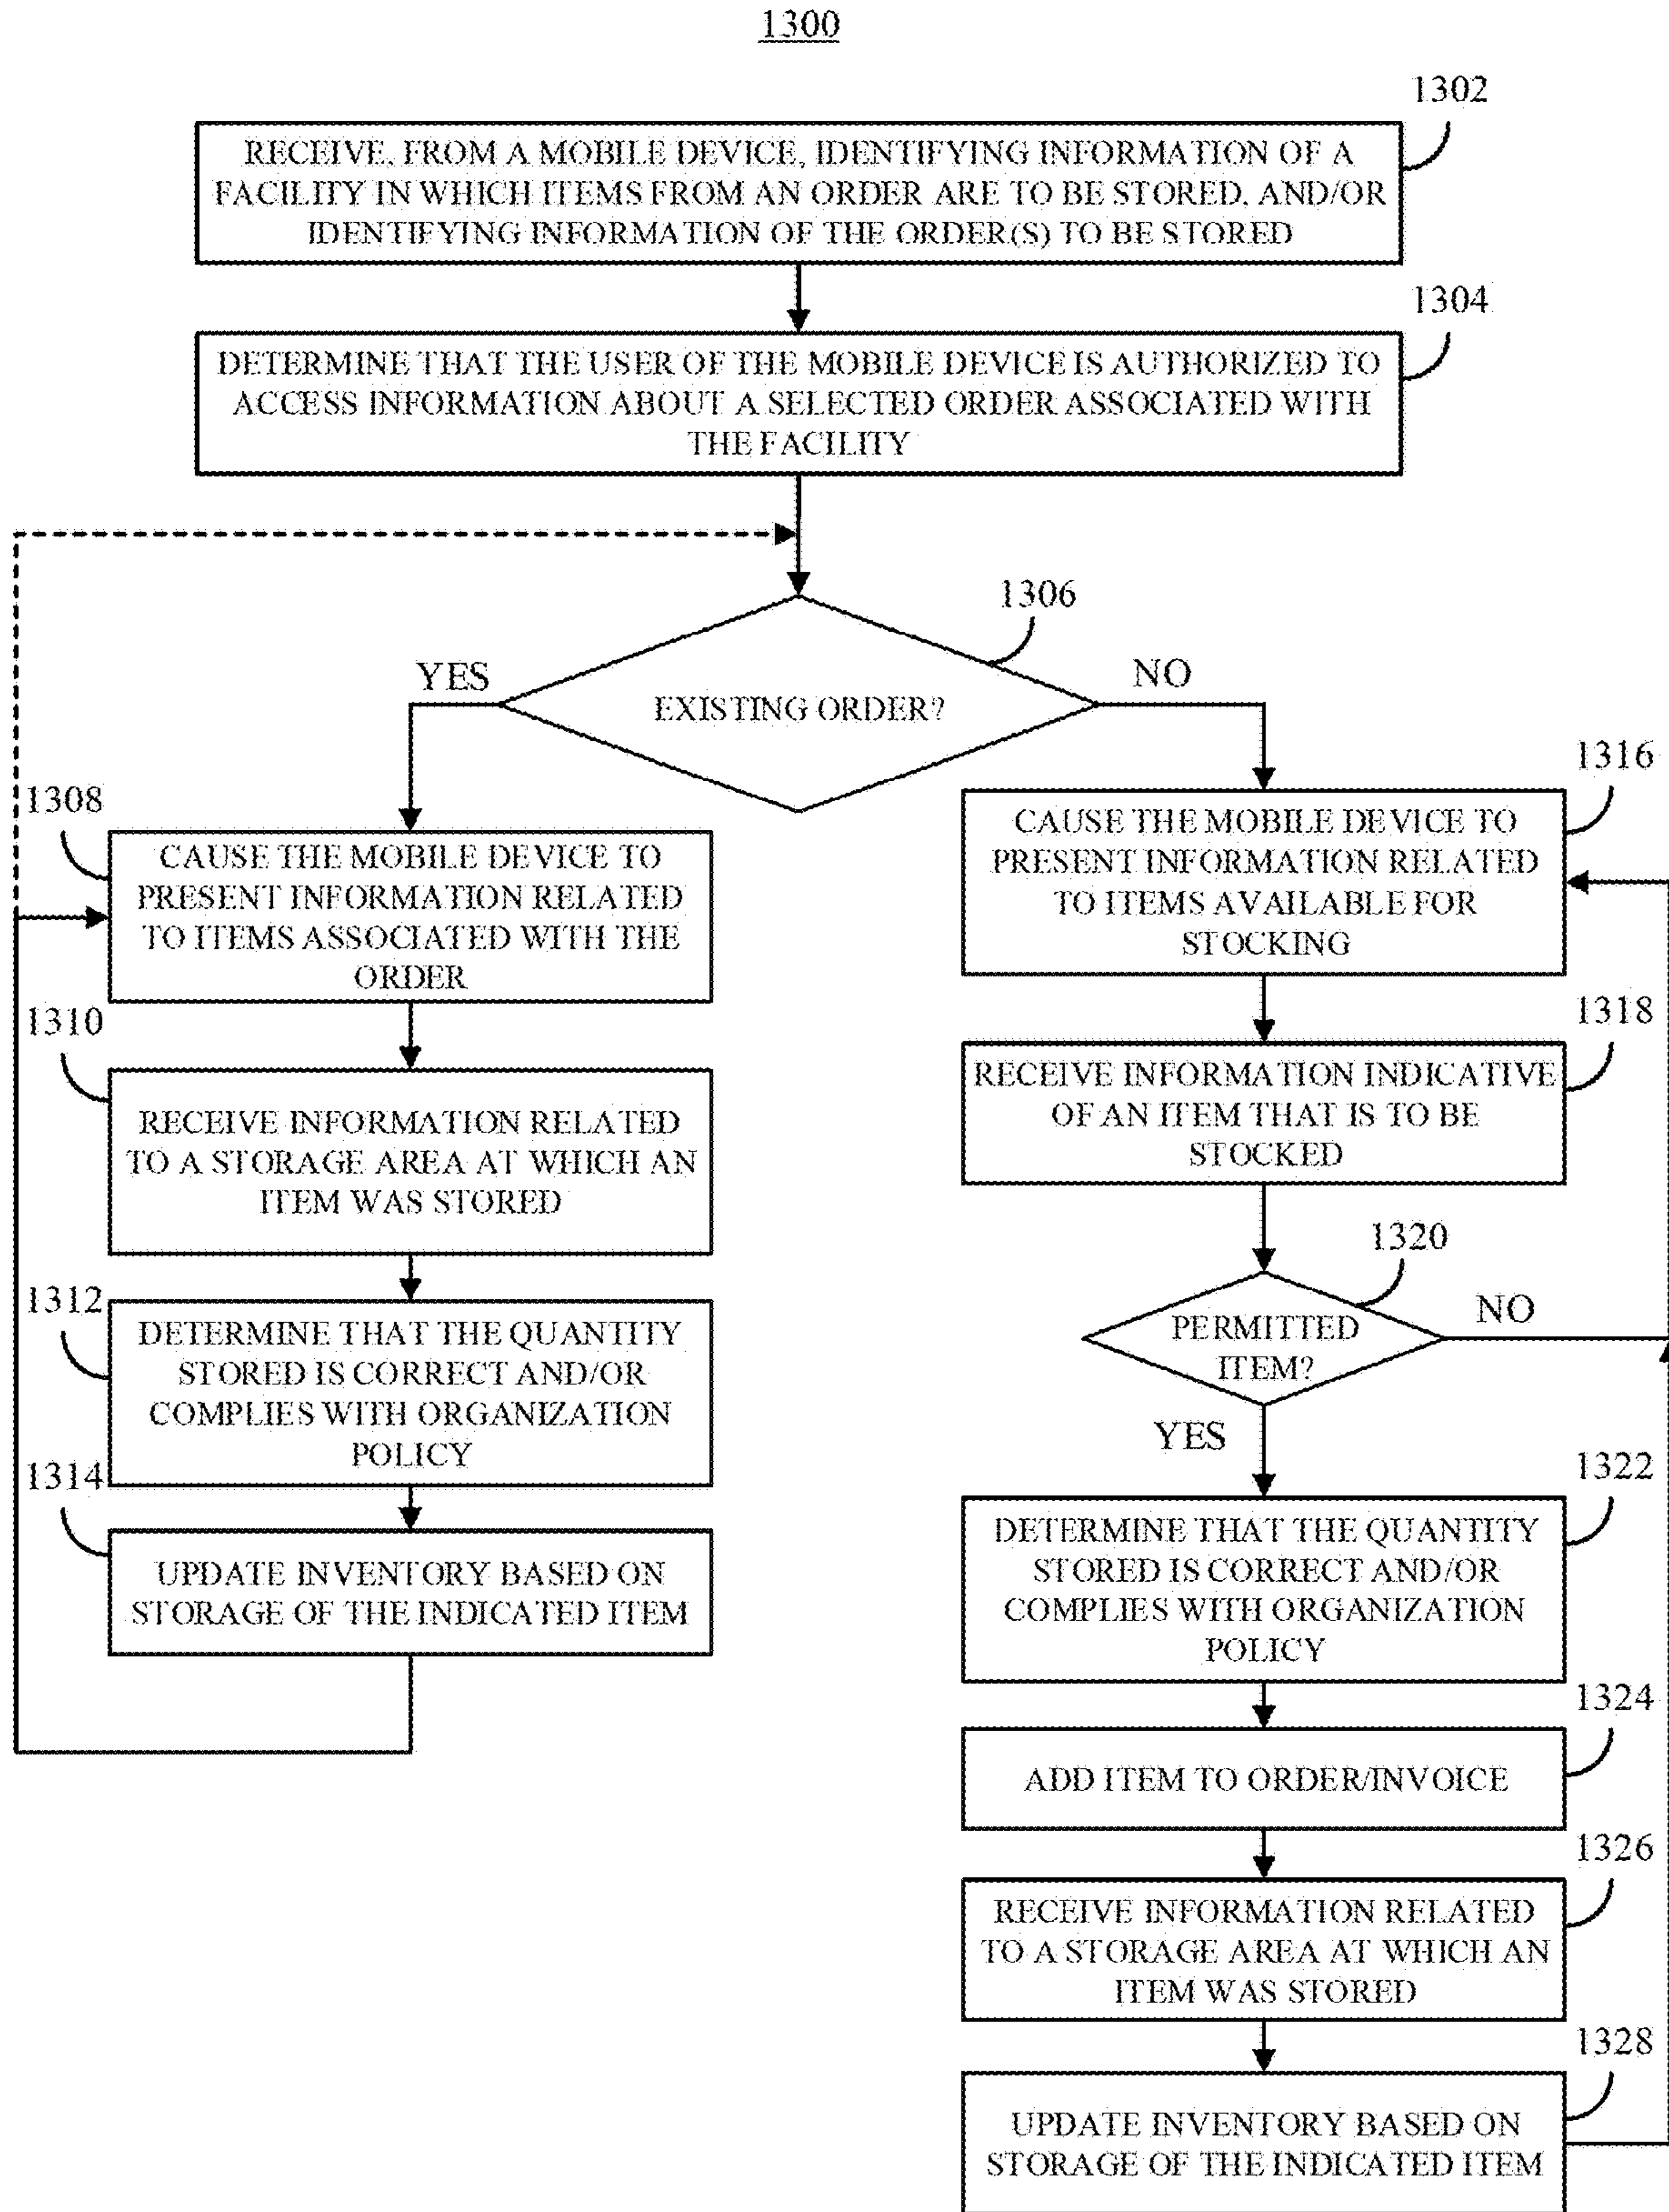 1300
1302
RECEIVE, FROM A MOBILE DEVICE, IDENTIFYING INFORMATION OF A
FACILITY IN WHICH ITEMS FROM AN ORDER ARE TO BE STORED, AND/OR
IDENTIFYING INFORMATION OF THE ORDER(S) TO BE STORED
1304
DETERMINE THAT THE USER OF THE MOBILE DEVICE IS AUTHORIZED TO
ACCESS INFORMATION ABOUT A SELECTED ORDER ASSOCIATED WITH
THE FACILITY
1306
EXISTING ORDER?
YES
NO
1308
CAUSE THE MOBILE DEVICE TO
PRESENT INFORMATION RELATED
TO ITEMS ASSOCIATED WITH THE
ORDER
1310
RECEIVE INFORMATION RELATED
TO A STORAGE AREA AT WHICH AN
ITEM WAS STORED
1312
DETERMINE THAT THE QUANTITY
STORED IS CORRECT AND/OR
COMPLIES WITH ORGANIZATION
POLICY
1314
UPDATE INVENTORY BASED ON
STORAGE OF THE INDICATED ITEM
1316
CAUSE THE MOBILE DEVICE TO
PRESENT INFORMATION RELATED
TO ITEMS AVAILABLE FOR
STOCKING
1318
RECEIVE INFORMATION INDICATIVE
OF AN ITEM THAT IS TO BE
STOCKED
1320
PERMITTED
ITEM?
NO
YES
1322
DETERMINE THAT THE QUANTITY
STORED IS CORRECT AND/OR
COMPLIES WITH ORGANIZATION
POLICY
1324
ADD ITEM TO ORDER/INVOICE
1326
RECEIVE INFORMATION RELATED
TO A STORAGE AREA AT WHICH AN
ITEM WAS STORED
1328
UPDATE INVENTORY BASED ON
STORAGE OF THE INDICATED ITEM